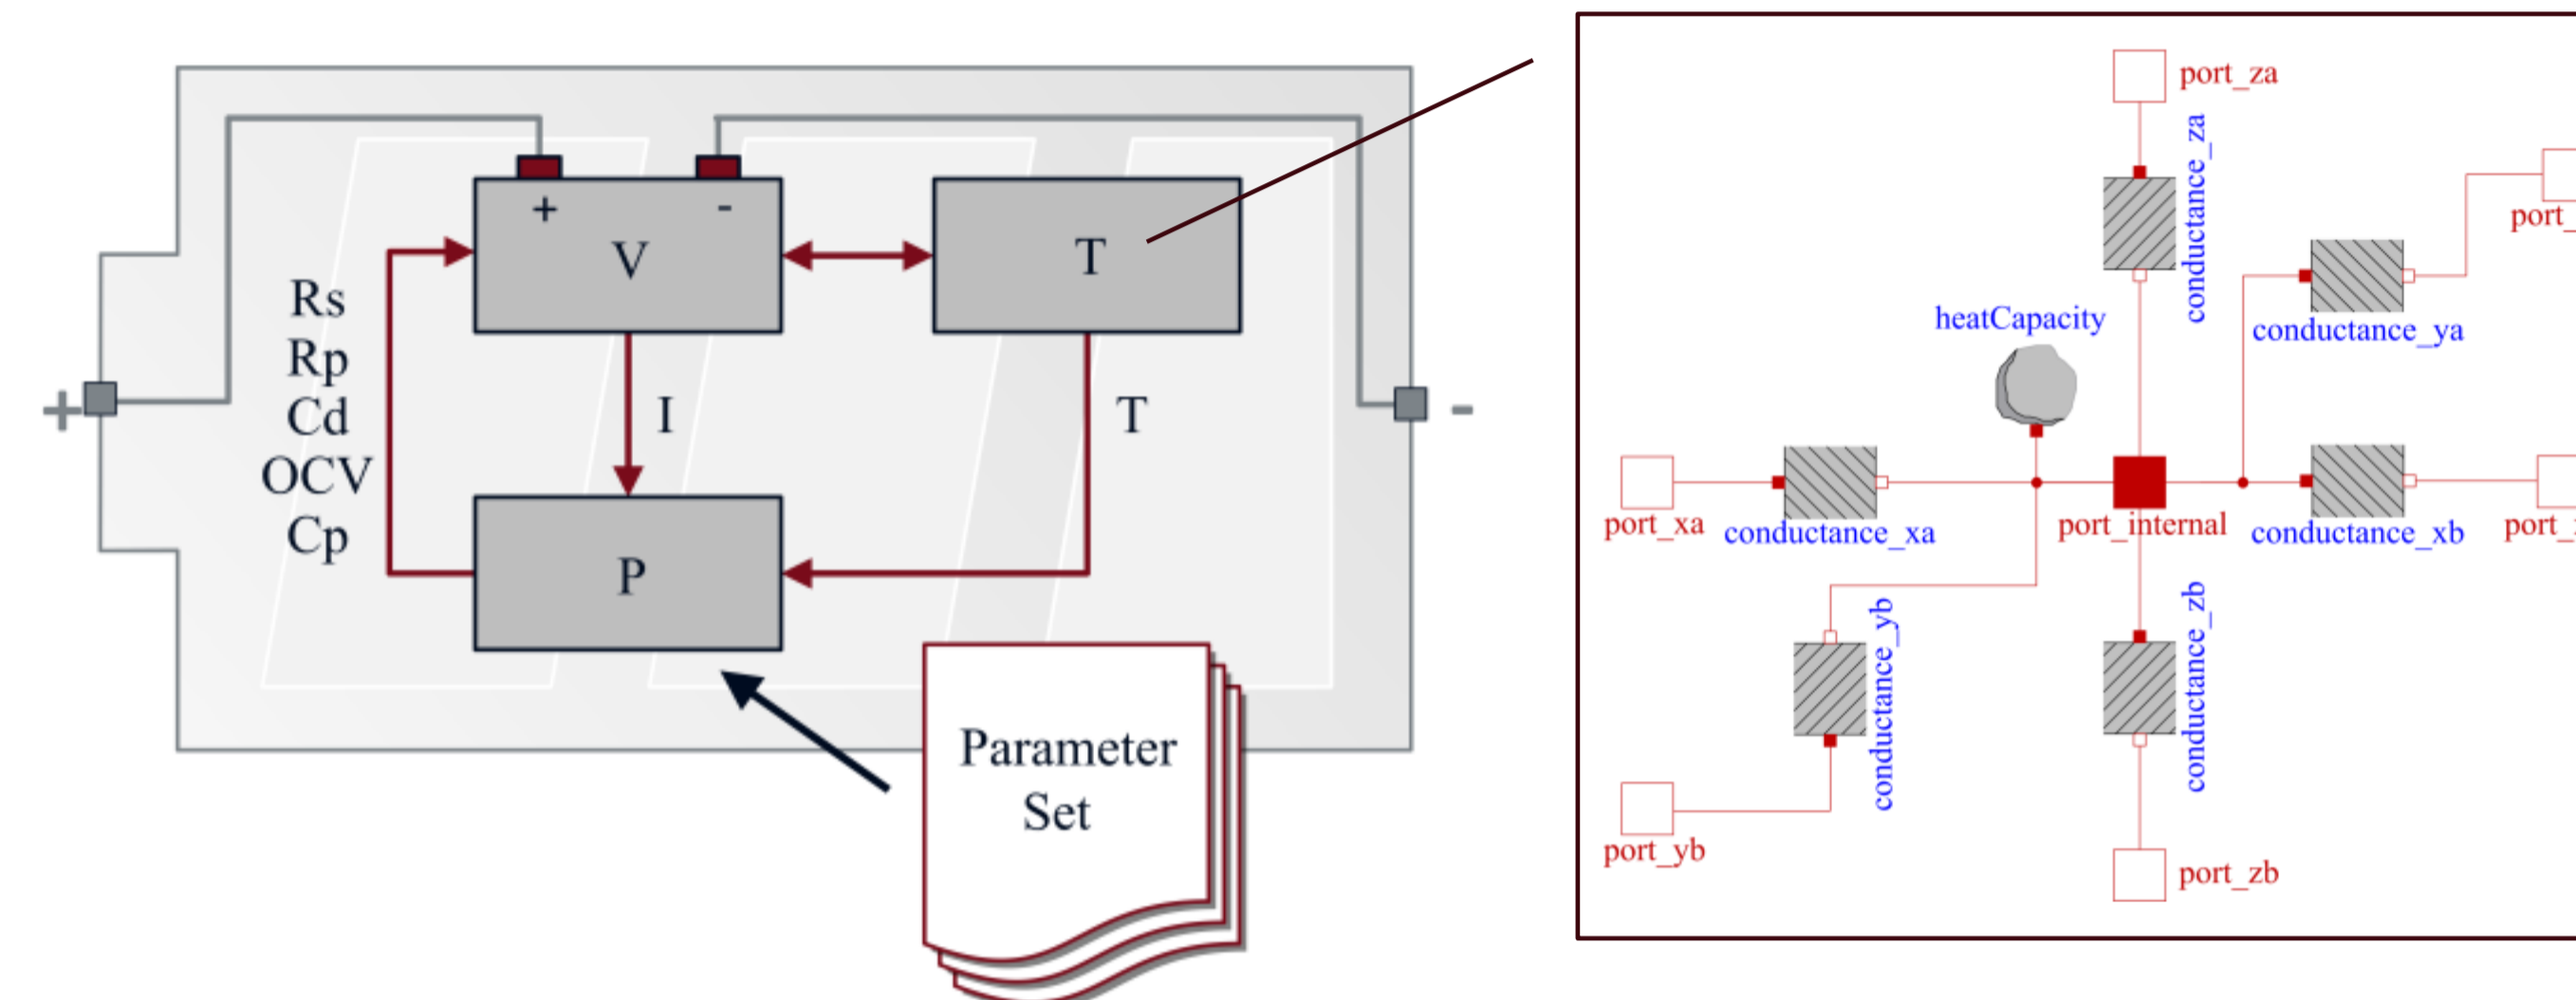 +
-
V
T
Rs
Rp
Cd
OCV
Cp
I
T
+
-
P
Parameter
Set
port_za
conductance_za
port_
heatCapacity
conductance_ya
port_xa
conductance_xa
port_internal
conductance_xb
port_
conductance_yb
conductance_zb
port_yb
port_zb